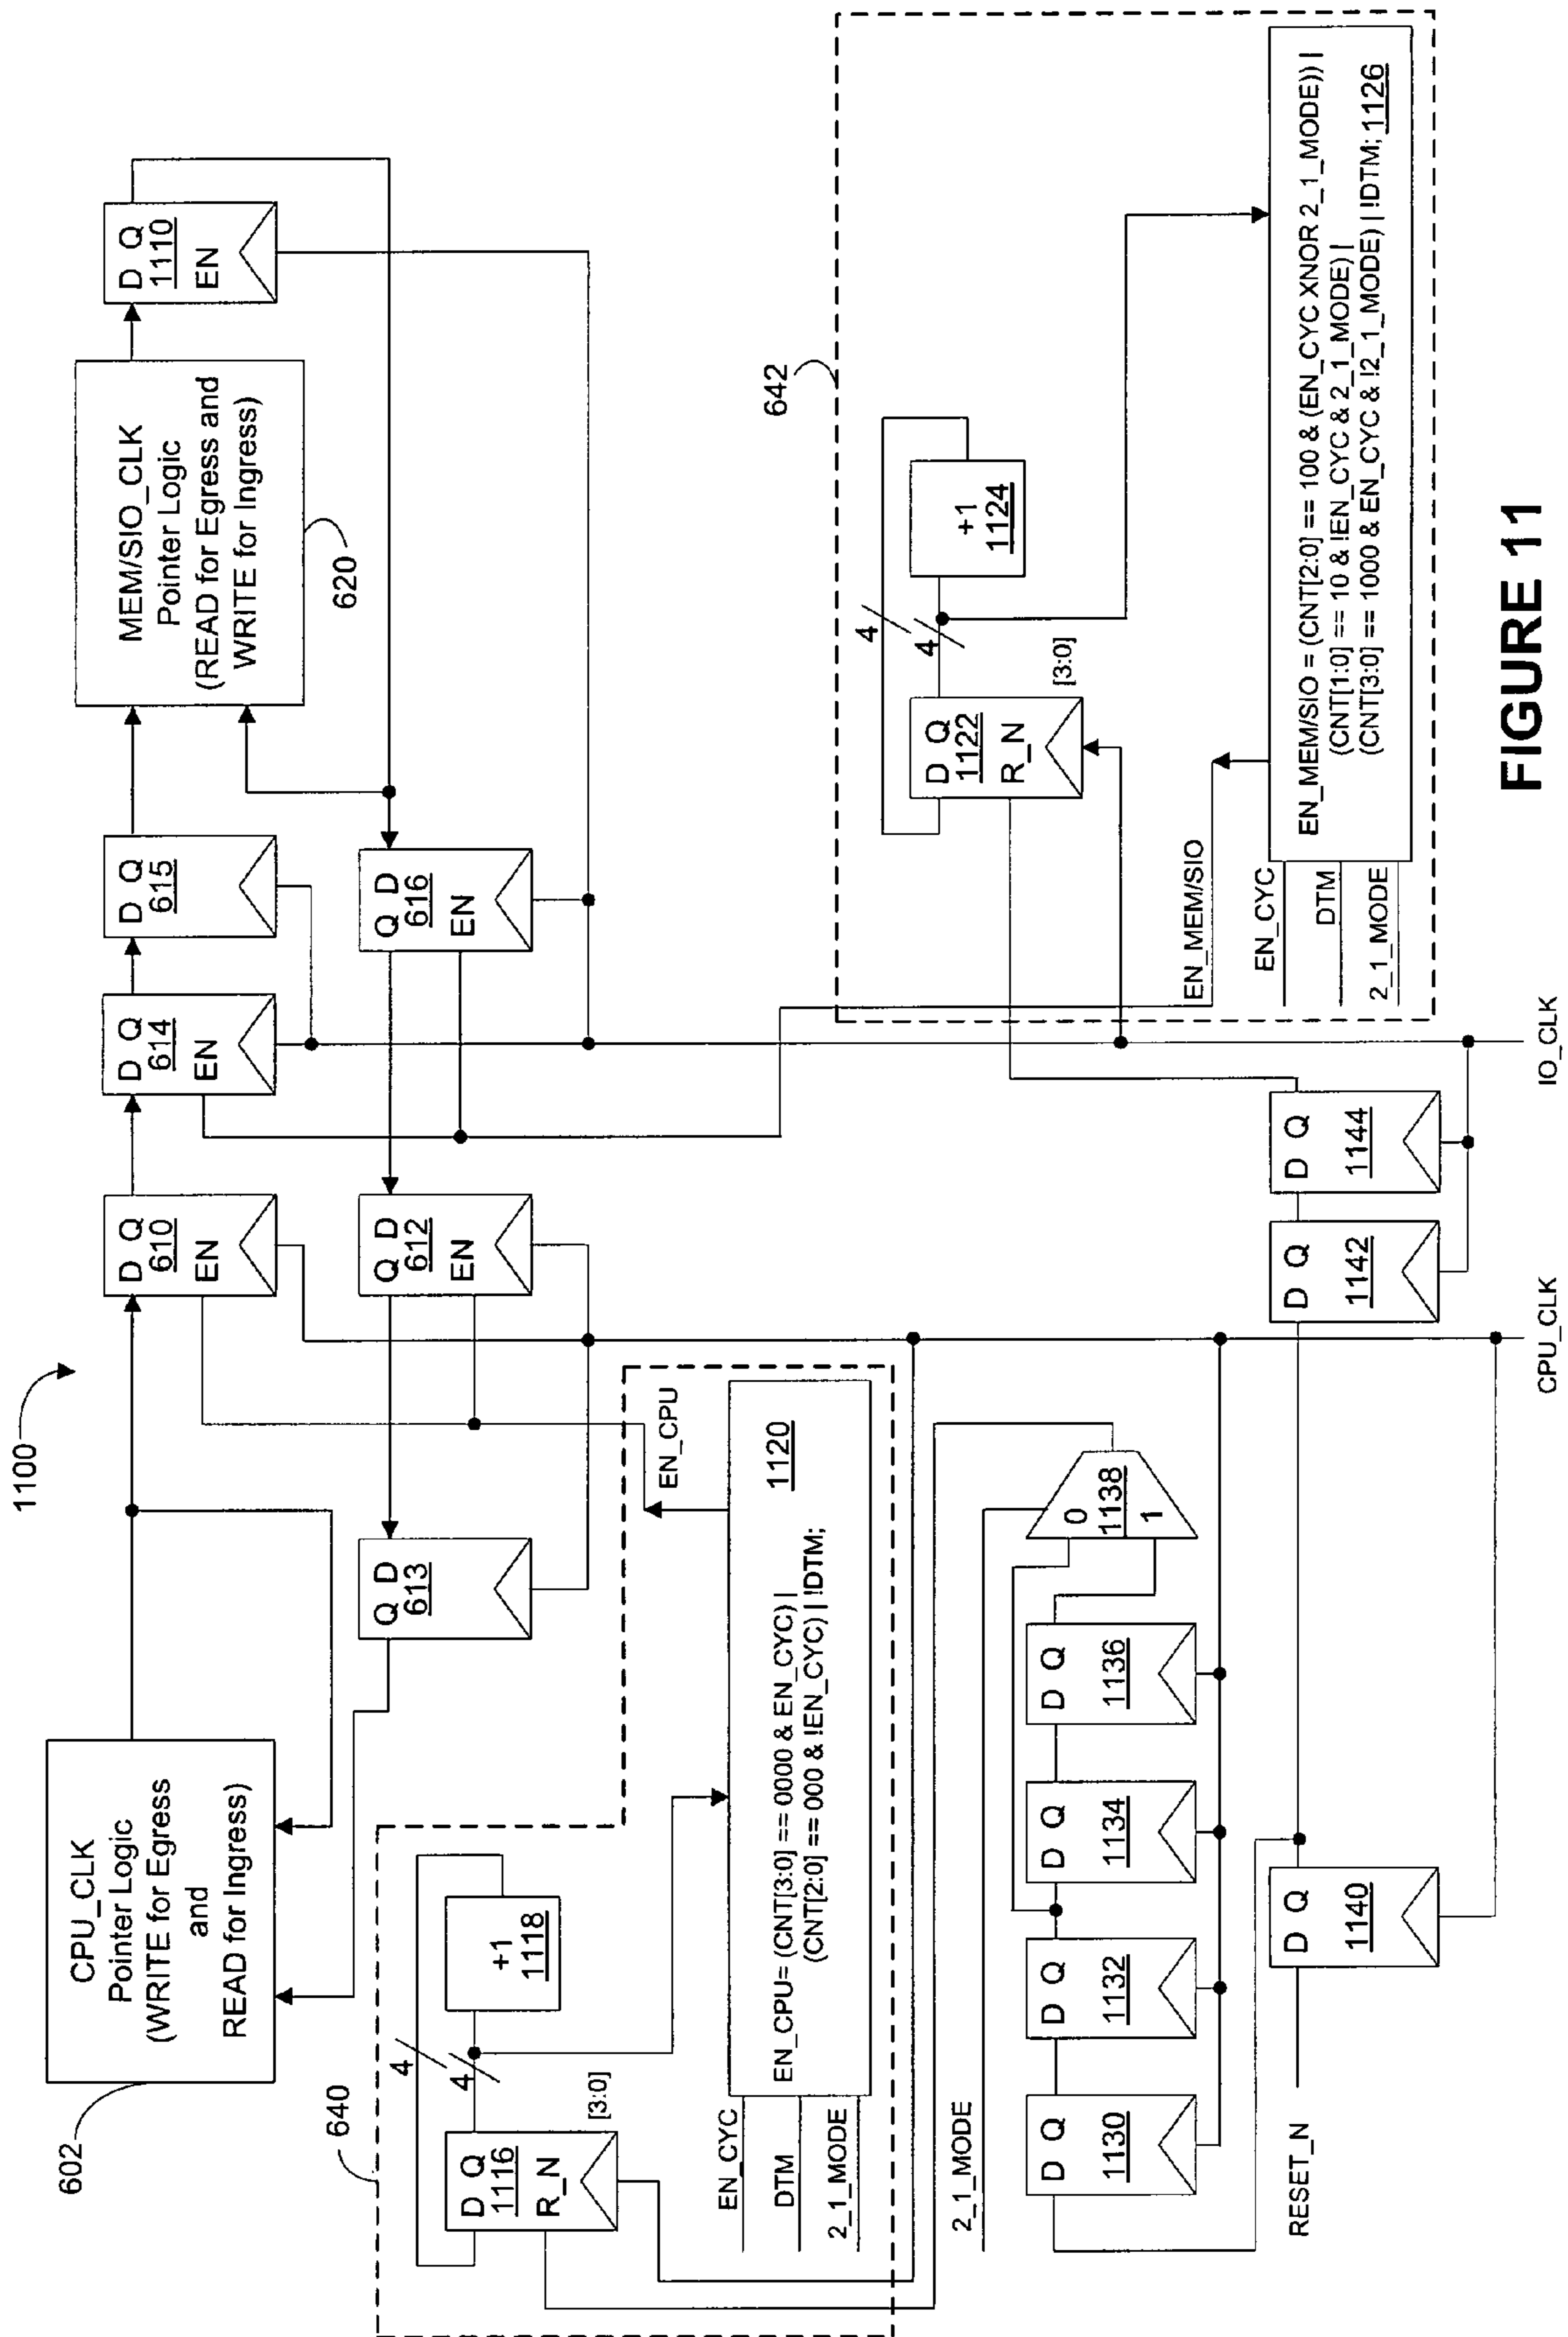 1100
602
CPU_CLK
Pointer Logic
(WRITE for Egress
and
READ for Ingress)
D Q
610
EN
D Q
614
EN
D Q
615
MEM/SIO_CLK
Pointer Logic
(READ for Egress and
WRITE for Ingress)
620
D Q
1110
EN
Q D
613
Q D
612
EN
Q D
616
EN
640
D Q
1116
R_N
[3:0]
4
4
+1
1118
EN_CPU
EN_CYC
DTM
2_1_MODE
EN_CPU= (CNT[3:0] == 0000 & EN_CYC) |
(CNT[2:0] == 000 & !EN_CYC) | !DTM;
1120
642
D Q
1122
R_N
[3:0]
4
4
+1
1124
EN_MEM/SIO
EN_CYC
DTM
2_1_MODE
EN_MEM/SIO = (CNT[2:0] == 100 & (EN_CYC XNOR 2_1_MODE)) |
(CNT[1:0] == 10 & !EN_CYC & 2_1_MODE) |
(CNT[3:0] == 1000 & EN_CYC & !2_1_MODE) | !DTM; 1126
2_1_MODE
D Q
1130
D Q
1132
D Q
1134
D Q
1136
0
1138
1
RESET_N
D Q
1140
D Q
1142
D Q
1144
CPU_CLK
IO_CLK
FIGURE 11